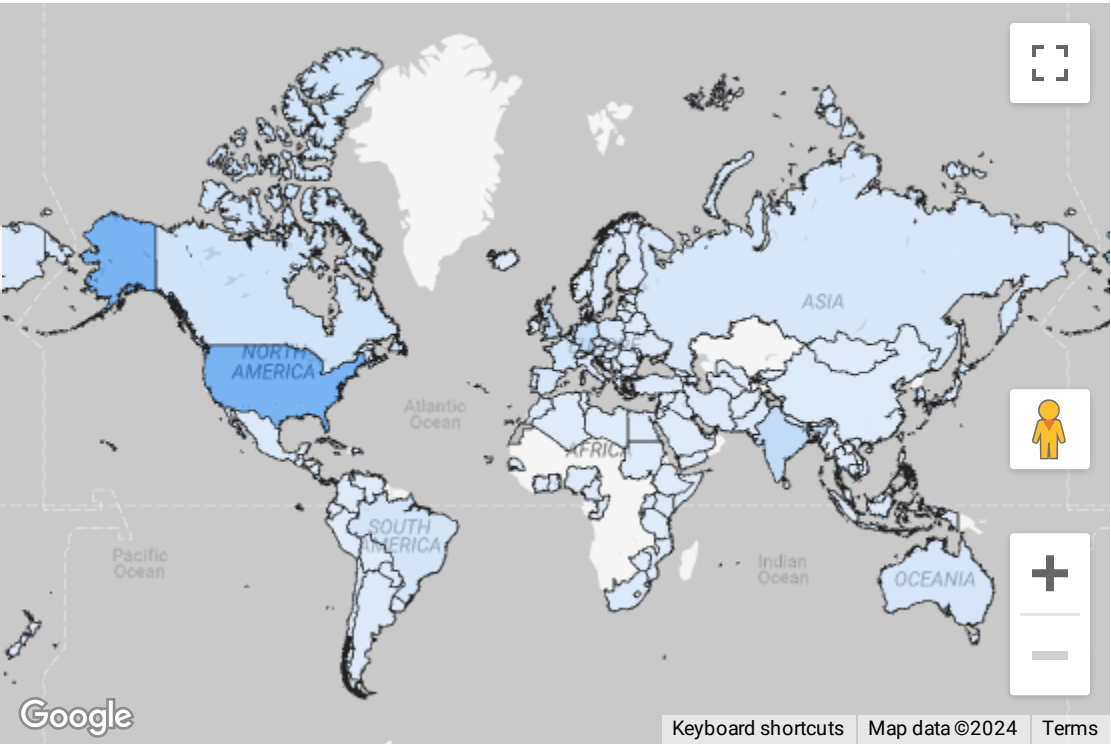 ASIA
NORTH
AMERICA
EUROPE
Atlantic
Ocean
AFRICA
SOUTH
AMERICA
Pacific
Ocean
Indian
Ocean
OCEANIA
Google
Keyboard shortcuts
Map data ©2024
Terms